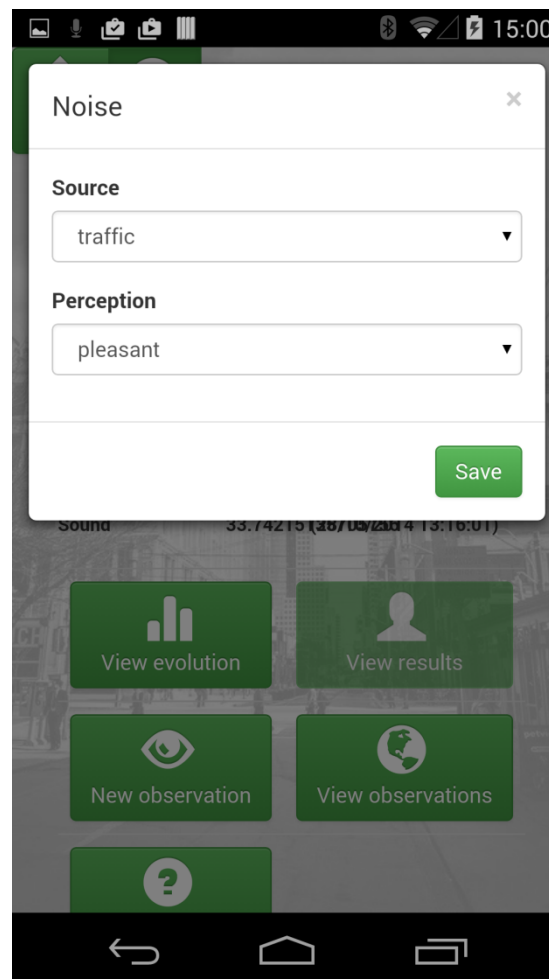 15:00
Noise
×
Source
traffic
Perception
pleasant
Save
Sound
View evolution
View results
New observation
View observations
?